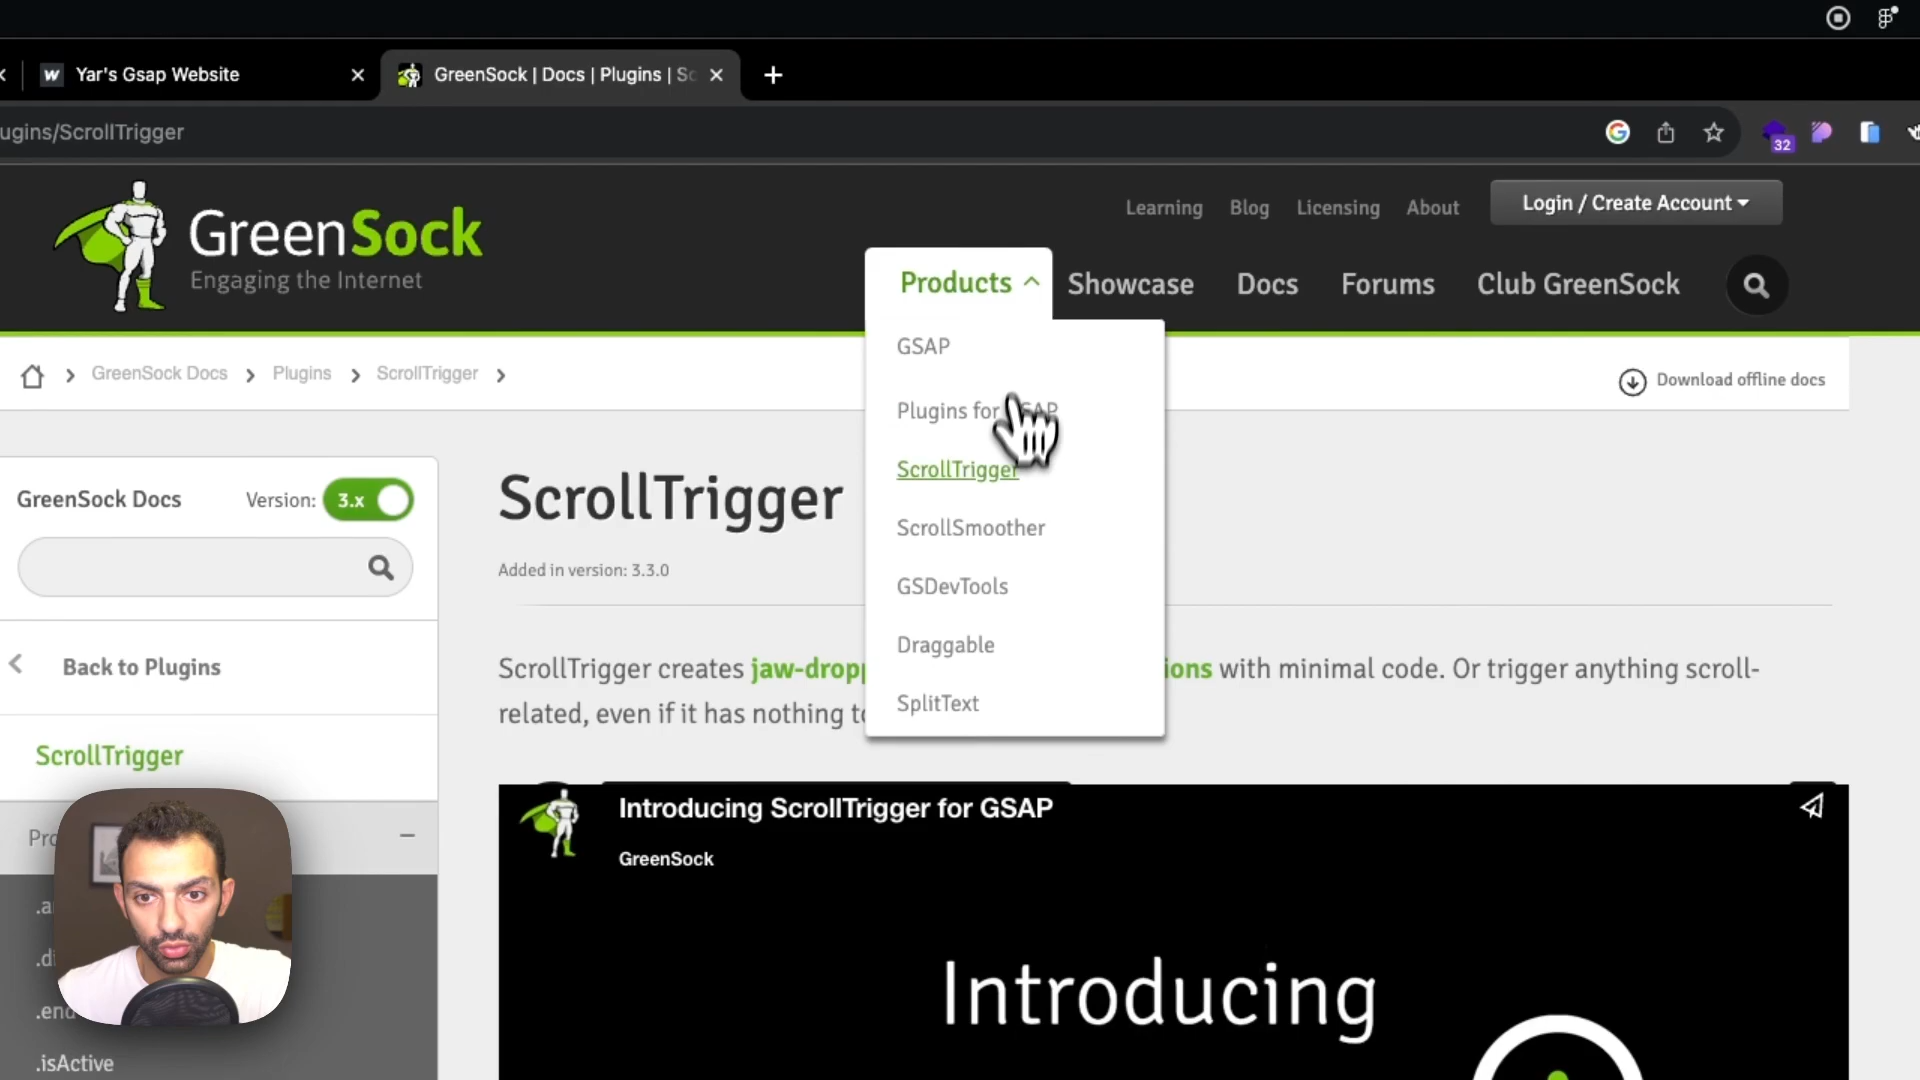 Yar's Gsap Website
GreenSock | Docs | Plugins | Sc
ugins/ScrollTrigger
32
GreenSock
Engaging the Internet
Learning
Blog
Licensing
About
Login / Create Account
Products
Showcase
Docs
Forums
Club GreenSock
GSAP
Plugins for GSAP
ScrollTrigger
ScrollSmoother
GSDevTools
Draggable
SplitText
GreenSock Docs
Plugins
ScrollTrigger
Download offline docs
GreenSock Docs
Version:
3.x
Back to Plugins
ScrollTrigger
.isActive
ScrollTrigger
Added in version: 3.3.0
ScrollTrigger creates jaw-dropp ions with minimal code. Or trigger anything scroll-
related, even if it has nothing to
Introducing ScrollTrigger for GSAP
GreenSock
Introducing